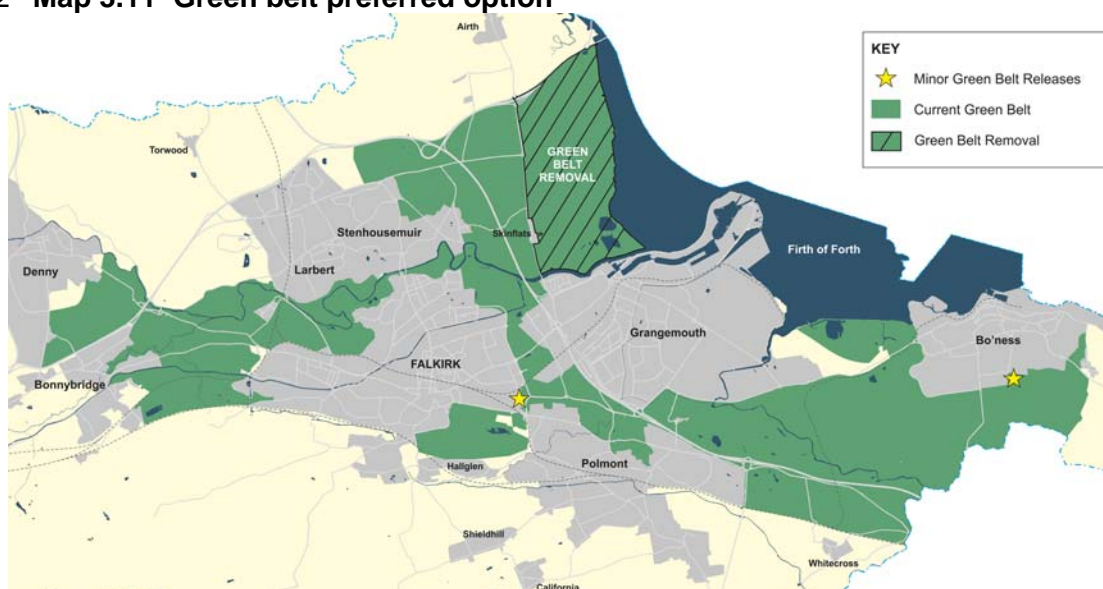 Map 3.11 Green belt preferred option
Airth
KEY
Minor Green Belt Releases
Current Green Belt
Green Belt Removal
Torwood
GREEN
BELT
REMOVAL
Stenhousemuir
Skinflats
Firth of Forth
Denny
Larbert
Grangemouth
Bo'ness
FALKIRK
Bonnybridge
Hallglen
Polmont
Shieldhill
Whitecross
California